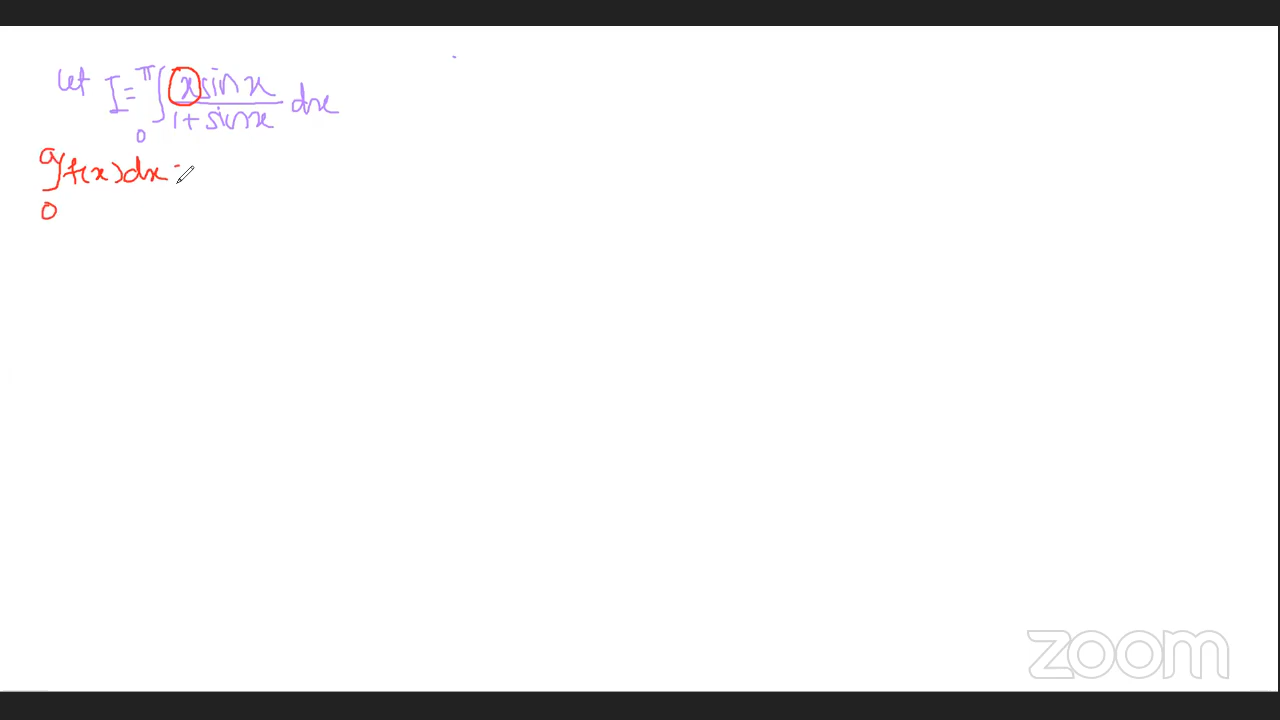 Let I = ∫₀^π x sin x / 1 + sin x dx
∫₀^a f(x) dx =
zoom